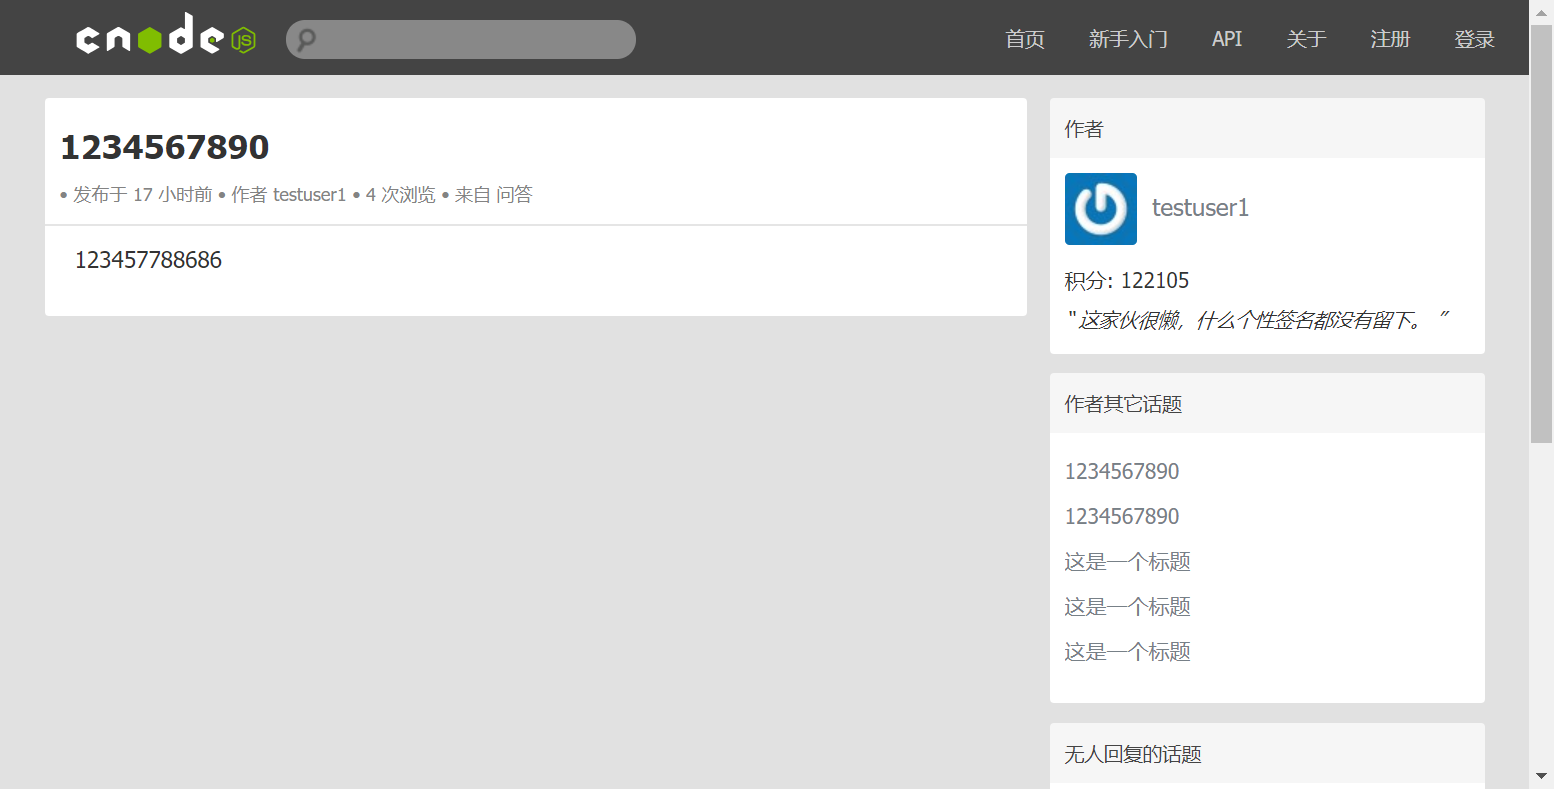 cnode JS
首页 新手入门 API 关于 注册 登录
1234567890
• 发布于 17 小时前 • 作者 testuser1 • 4 次浏览 • 来自 问答
123457788686
作者
testuser1
积分: 122105
" 这家伙很懒，什么个性签名都没有留下。 "
作者其它话题
1234567890
1234567890
这是一个标题
这是一个标题
这是一个标题
无人回复的话题